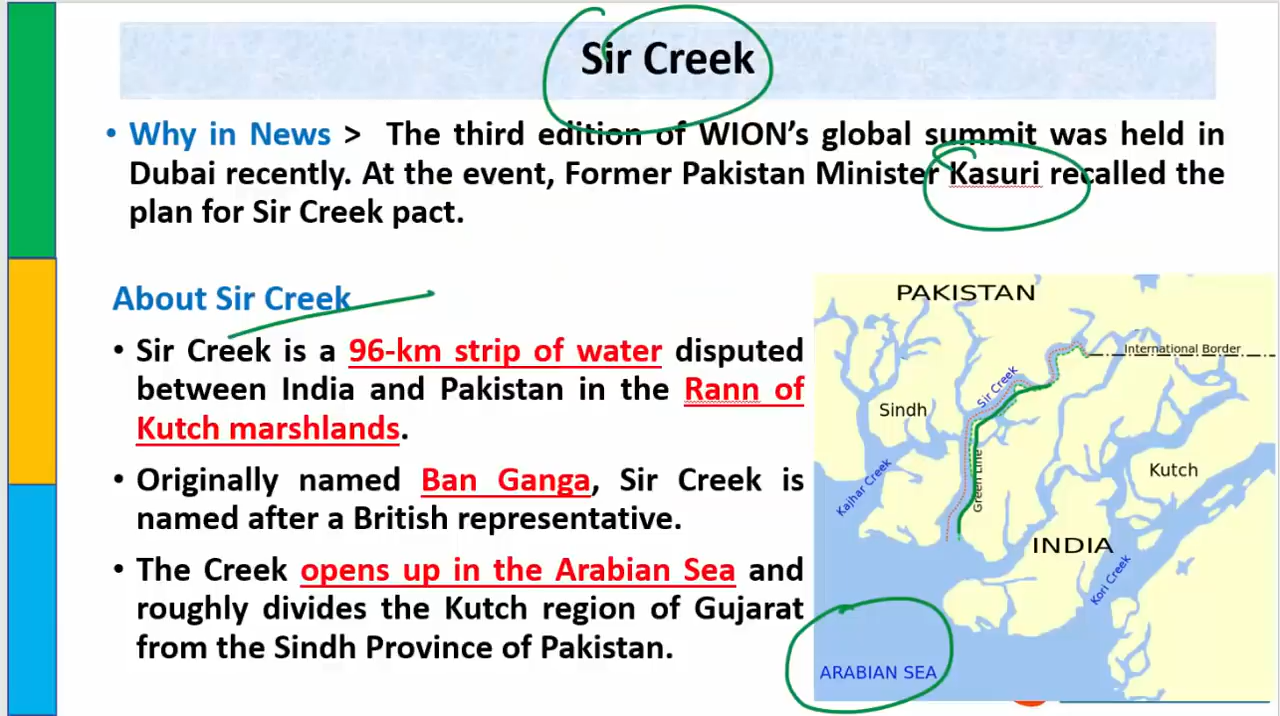 Sir Creek
• Why in News > The third edition of WION's global summit was held in
Dubai recently. At the event, Former Pakistan Minister Kasuri recalled the
plan for Sir Creek pact.
About Sir Creek
• Sir Creek is a 96-km strip of water disputed
between India and Pakistan in the Rann of
Kutch marshlands.
• Originally named Ban Ganga, Sir Creek is
named after a British representative.
• The Creek opens up in the Arabian Sea and
roughly divides the Kutch region of Gujarat
from the Sindh Province of Pakistan.
PAKISTAN
International Border
Sir Creek
Sindh
Green Line
Kajhar Creek
Kutch
INDIA
Kori Creek
ARABIAN SEA